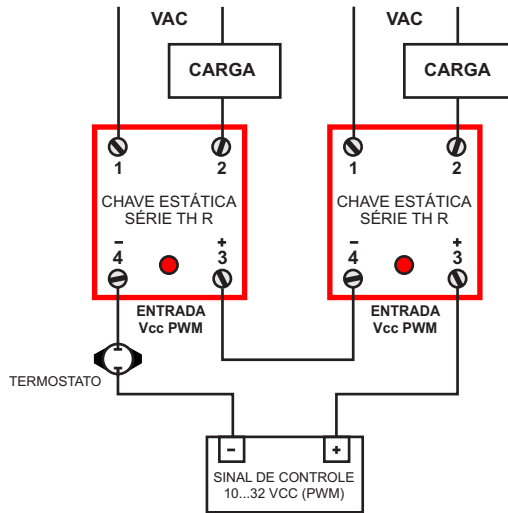 VAC
VAC
CARGA
CARGA
1
2
1
2
CHAVE ESTÁTICA
SÉRIE TH R
CHAVE ESTÁTICA
SÉRIE TH R
- +
4 3
- +
4 3
ENTRADA
Vcc PWM
ENTRADA
Vcc PWM
TERMOSTATO
- +
SINAL DE CONTROLE
10...32 VCC (PWM)